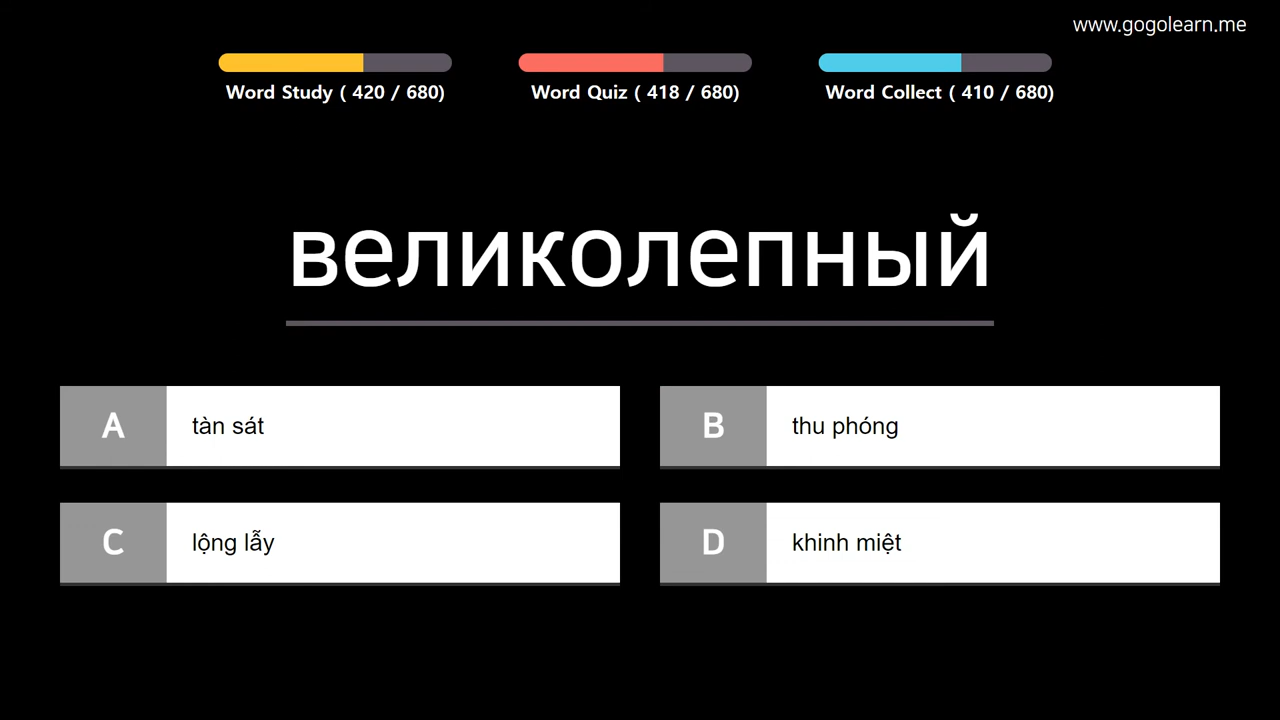 www.gogolearn.me
Word Study ( 420 / 680)
Word Quiz ( 418 / 680)
Word Collect ( 410 / 680)
великолепный
A
tàn sát
B
thu phóng
C
lộng lẫy
D
khinh miệt